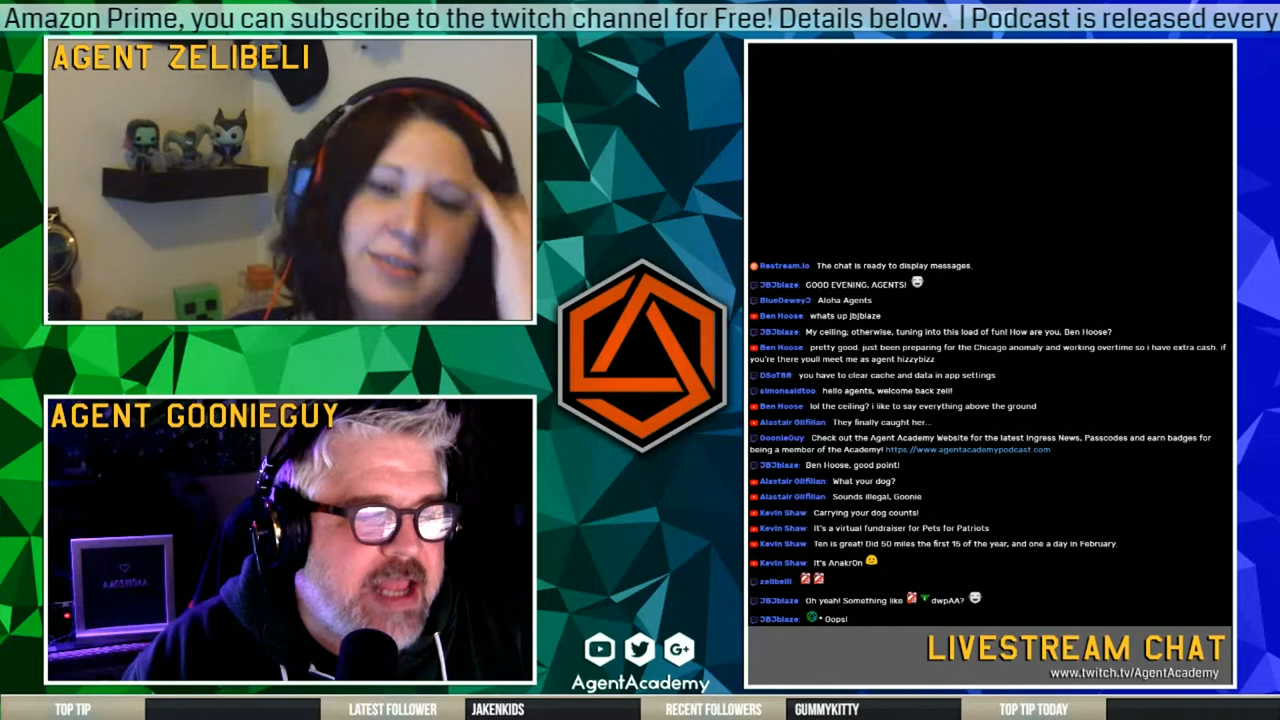 Amazon Prime, you can subscribe to the twitch channel for Free! Details below. | Podcast is released every
AGENT ZELIBELI
AGENT GOONIEGUY
Restream.io The chat is ready to display messages.
JBJblaze: GOOD EVENING, AGENTS!
BlueDeweyJ: Aloha Agents
Ben Hoose: whats up jbjblaze
JBJblaze: My ceiling; otherwise, tuning into this load of fun! How are you, Ben Hoose?
Ben Hoose: pretty good. just been preparing for the Chicago anomaly and working overtime so i have extra cash. if
you're there youll meet me as agent hizzybizz
DSoT88: you have to clear cache and data in app settings
simonsaidtoo: hello agents, welcome back zeli!
Ben Hoose: lol the ceiling? i like to say everything above the ground
Alastair Gilfillan: They finally caught her...
GoonieGuy: Check out the Agent Academy Website for the latest Ingress News, Passcodes and earn badges for
being a member of the Academy! https://www.agentacademypodcast.com
JBJblaze: Ben Hoose, good point!
Alastair Gilfillan: What your dog?
Alastair Gilfillan: Sounds illegal, Goonie
Kevin Shaw: Carrying your dog counts!
Kevin Shaw: It's a virtual fundraiser for Pets for Patriots
Kevin Shaw: Ten is great! Did 50 miles the first 15 of the year, and one a day in February.
Kevin Shaw: It's Anakr0n
zelibelli:
JBJblaze: Oh yeah! Something like dwpAA?
JBJblaze: * Oops!
LIVESTREAM CHAT
www.twitch.tv/AgentAcademy
G+
AgentAcademy
TOP TIP LATEST FOLLOWER JAKENKIDS RECENT FOLLOWERS GUMMYKITTY TOP TIP TODAY